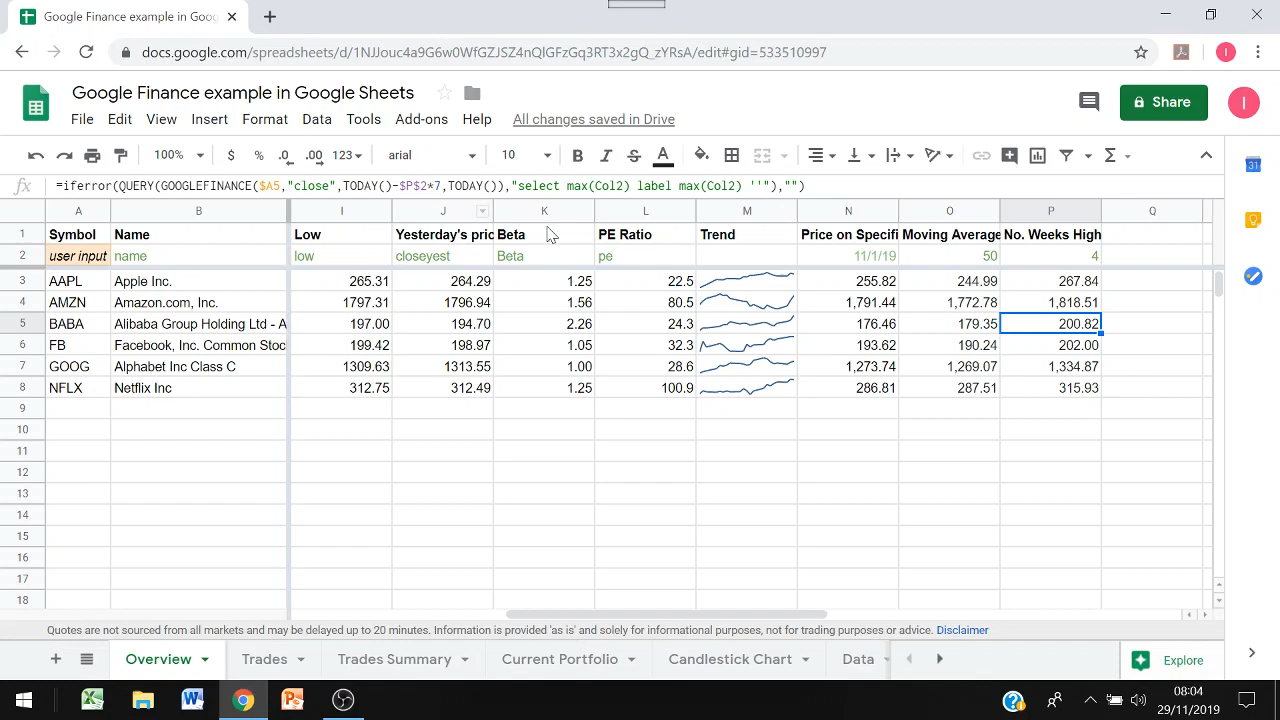 Google Finance example in Goog
docs.google.com/spreadsheets/d/1NJJouc4a9G6w0WfGZJSZ4nQlGFzGq3RT3x2gQ_zYRsA/edit#gid=533510997
Google Finance example in Google Sheets
Share
File Edit View Insert Format Data Tools Add-ons Help All changes saved in Drive
100% $ % .0 .00 123 arial 10 B I S A
fx =iferror(QUERY(GOOGLEFINANCE($A5,"close",TODAY()-$P$2*7,TODAY()),"select max(Col2) label max(Col2) ''"),"")
A B I J K L M N O P Q
1 Symbol Name Low Yesterday's pric Beta PE Ratio Trend Price on Specifi Moving Average No. Weeks High
2 user input name low closeyest Beta pe 11/1/19 50 4
3 AAPL Apple Inc. 265.31 264.29 1.25 22.5 255.82 244.99 267.84
4 AMZN Amazon.com, Inc. 1797.31 1796.94 1.56 80.5 1,791.44 1,772.78 1,818.51
5 BABA Alibaba Group Holding Ltd - A 197.00 194.70 2.26 24.3 176.46 179.35 200.82
6 FB Facebook, Inc. Common Stoc 199.42 198.97 1.05 32.3 193.62 190.24 202.00
7 GOOG Alphabet Inc Class C 1309.63 1313.55 1.00 28.6 1,273.74 1,269.07 1,334.87
8 NFLX Netflix Inc 312.75 312.49 1.25 100.9 286.81 287.51 315.93
9
10
11
12
13
14
15
16
17
18
Quotes are not sourced from all markets and may be delayed up to 20 minutes. Information is provided 'as is' and solely for informational purposes, not for trading purposes or advice. Disclaimer
Overview Trades Trades Summary Current Portfolio Candlestick Chart Data Explore
08:04
29/11/2019